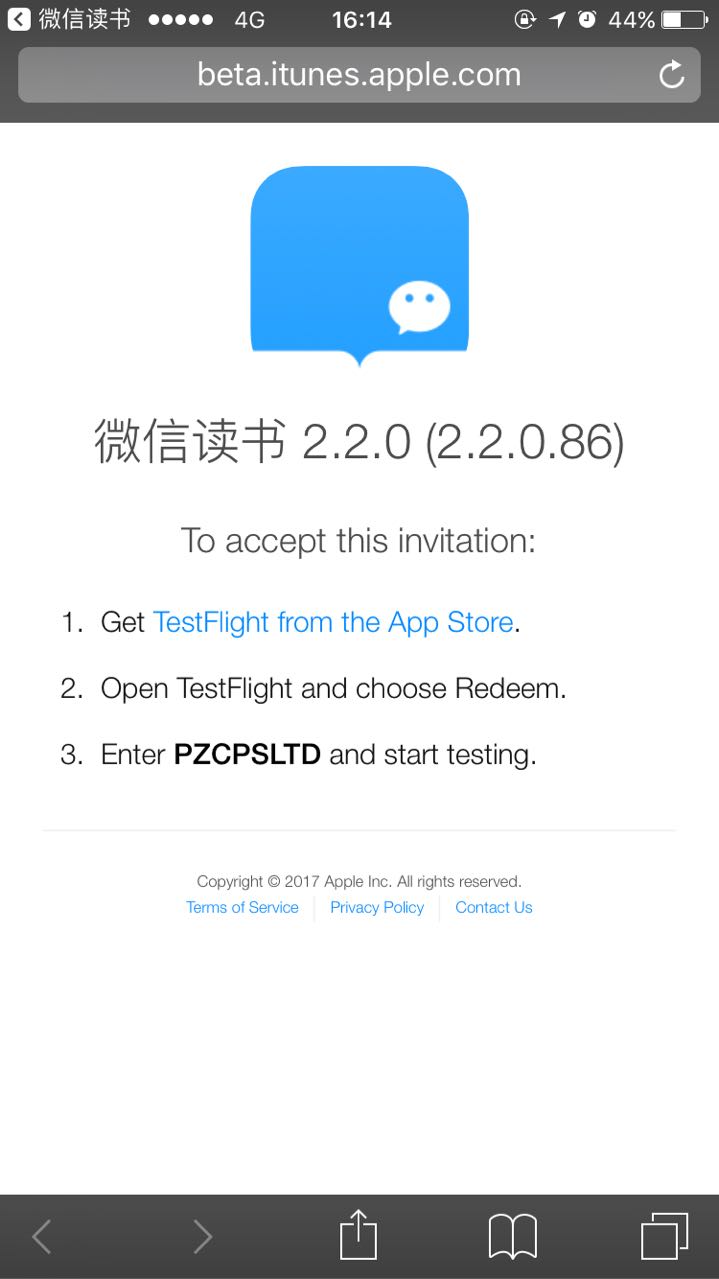 微信读书 4G 16:14 44%
beta.itunes.apple.com
微信读书 2.2.0 (2.2.0.86)
To accept this invitation:
1. Get TestFlight from the App Store.
2. Open TestFlight and choose Redeem.
3. Enter PZCPSLTD and start testing.
Copyright © 2017 Apple Inc. All rights reserved.
Terms of Service Privacy Policy Contact Us